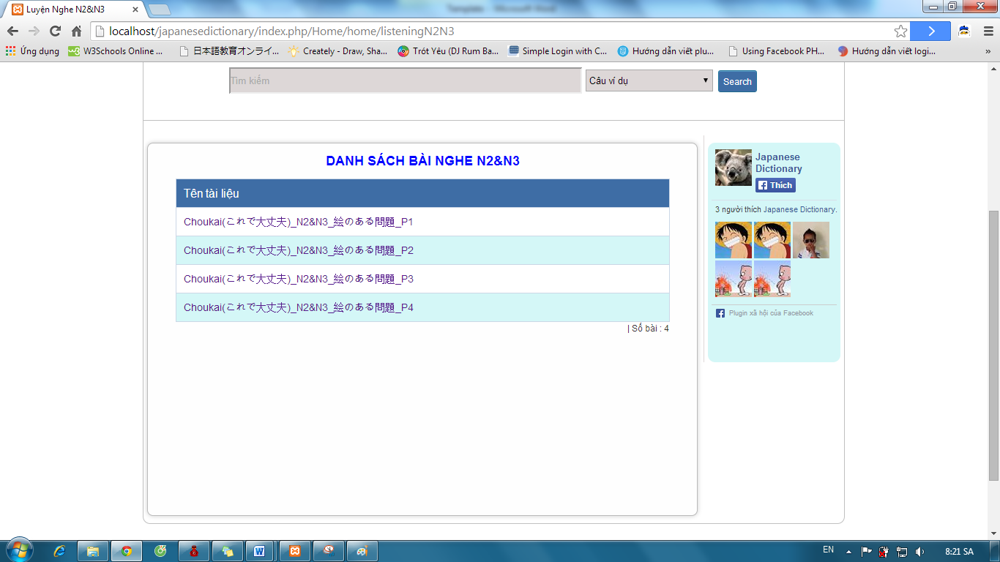 Luyện Nghe N2&N3
localhost/japanesedictionary/index.php/Home/home/listeningN2N3
Ứng dụng W3Schools Online ... 日本語教育オンライ... Creately - Draw, Sha... Trót Yêu (DJ Rum Ba... Simple Login with C... Hướng dẫn viết plu... Using Facebook PH... Hướng dẫn viết logi... »
Tìm kiếm Câu ví dụ Search
DANH SÁCH BÀI NGHE N2&N3
Tên tài liệu
Choukai(これで大丈夫)_N2&N3_絵のある問題_P1
Choukai(これで大丈夫)_N2&N3_絵のある問題_P2
Choukai(これで大丈夫)_N2&N3_絵のある問題_P3
Choukai(これで大丈夫)_N2&N3_絵のある問題_P4
| Số bài : 4
Japanese
Dictionary
Thích
3 người thích Japanese Dictionary.
Plugin xã hội của Facebook
EN 8:21 SA